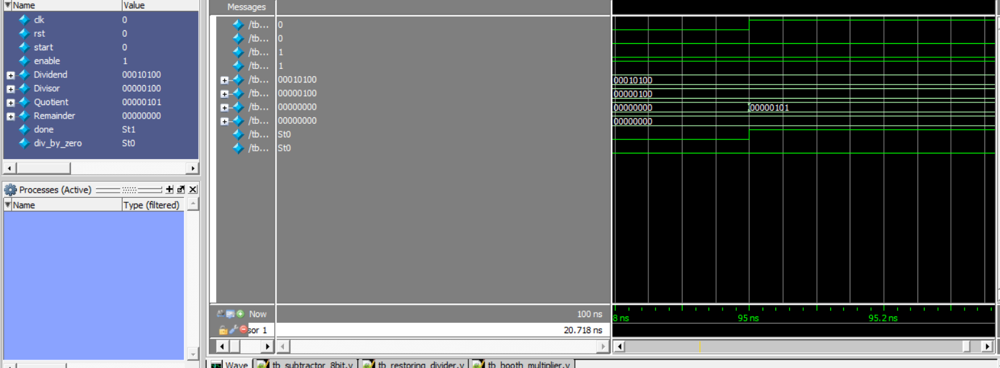 Name Value
clk 0
rst 0
start 0
enable 1
Dividend 00010100
Divisor 00000100
Quotient 00000101
Remainder 00000000
done St1
div_by_zero St0
Processes (Active)
Name Type (filtered)
Messages
/tb... 0
/tb... 0
/tb... 1
/tb... 1
/tb... 00010100 00010100
/tb... 00000100 00000100
/tb... 00000000 00000000 00000101
/tb... 00000000 00000000
/tb... St0
/tb... St0
Now 100 ns 8 ns 95 ns 95.2 ns
sor 1 20.718 ns
Wave tb_subtractor_8bit.v tb_restoring_divider.v tb_booth_multiplier.v